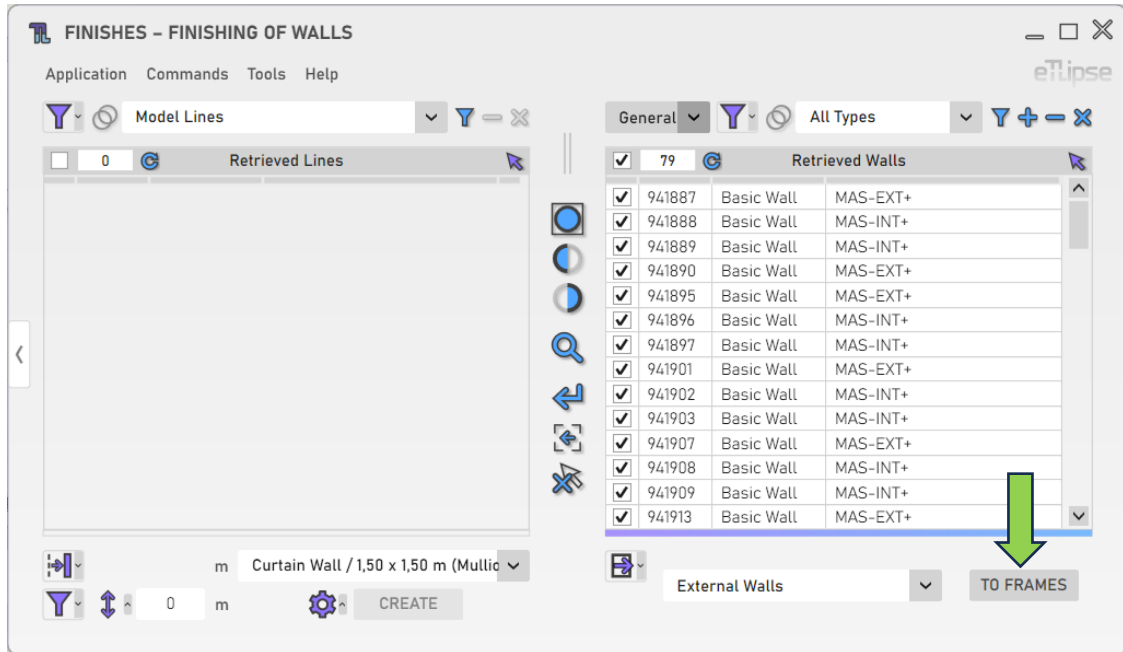 FINISHES – FINISHING OF WALLS
Application Commands Tools Help
eTLipse
Model Lines
General
All Types
0
Retrieved Lines
79
Retrieved Walls
941887 Basic Wall MAS-EXT+
941888 Basic Wall MAS-INT+
941889 Basic Wall MAS-INT+
941890 Basic Wall MAS-EXT+
941895 Basic Wall MAS-EXT+
941896 Basic Wall MAS-INT+
941897 Basic Wall MAS-INT+
941901 Basic Wall MAS-EXT+
941902 Basic Wall MAS-INT+
941903 Basic Wall MAS-INT+
941907 Basic Wall MAS-EXT+
941908 Basic Wall MAS-INT+
941909 Basic Wall MAS-INT+
941913 Basic Wall MAS-EXT+
m Curtain Wall / 1,50 x 1,50 m (Mullic
External Walls
TO FRAMES
0 m
CREATE